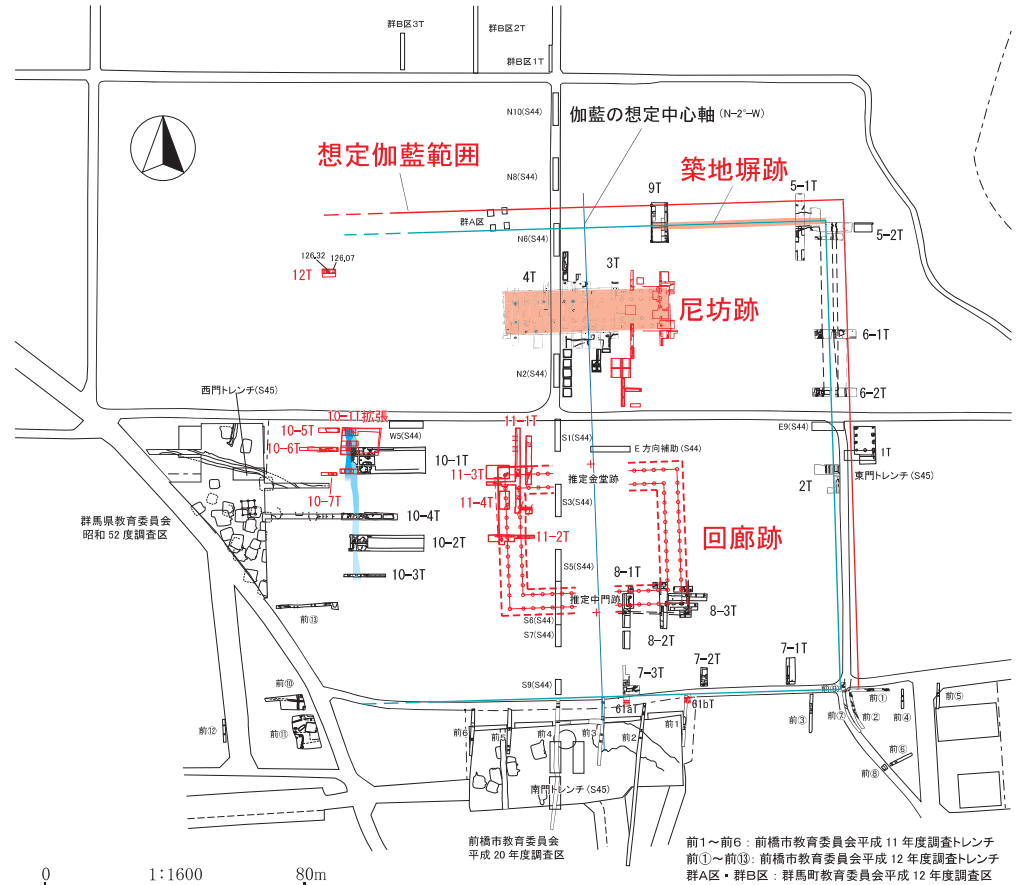 群B区3T
群B区2T
群B区1T
N10(S44)
伽藍の想定中心軸(N-2°-W)
想定伽藍範囲
築地塀跡
N8(S44)
9T
5-1T
群A区
5-2T
N6(S44)
126.32
126.07
12T
4T
3T
尼坊跡
6-1T
N2(S44)
6-2T
西門トレンチ(S45)
10-1T拡張
11-1T
E9(S44)
10-5T
W5(S44)
S1(S44)
E方向補助(S44)
1T
10-6T
10-1T
11-3T
推定金堂跡
東門トレンチ(S45)
2T
10-7T
11-4T
S3(S44)
群馬県教育委員会
昭和52度調査区
10-4T
11-2T
回廊跡
10-2T
10-3T
S5(S44)
8-1T
推定中門跡
8-3T
前⑬
S6(S44)
S7(S44)
8-2T
7-1T
7-2T
7-3T
S9(S44)
前⑩
61aT
61bT
前①
前⑤
前⑫
前⑪
前6
前5
前4
前3
前2
前1
前③
前⑦
前②
前④
前⑥
前⑧
南門トレンチ(S45)
前橋市教育委員会
平成20年度調査区
前1～前6：前橋市教育委員会平成11年度調査トレンチ
前①～前⑬：前橋市教育委員会平成12年度調査トレンチ
群A区・群B区：群馬町教育委員会平成12年度調査区
0
1:1600
80m